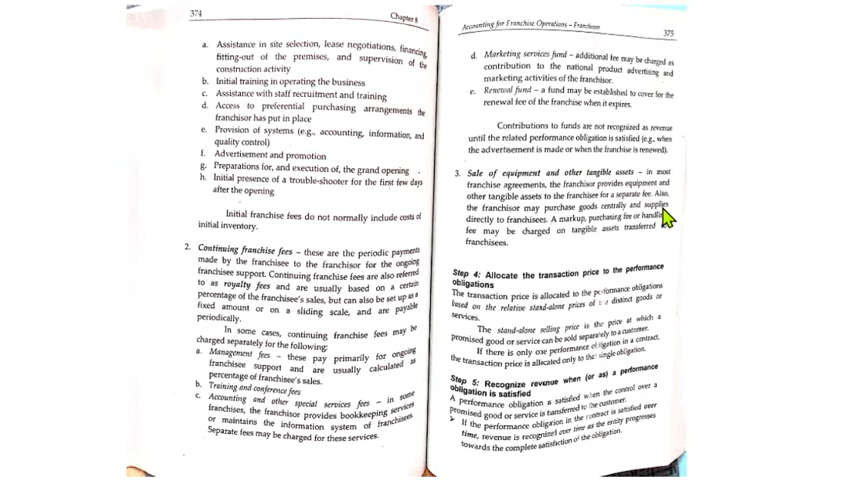 374
Chapter 8
a. Assistance in site selection, lease negotiations, financing,
fitting-out of the premises, and supervision of the
construction activity
b. Initial training in operating the business
c. Assistance with staff recruitment and training
d. Access to preferential purchasing arrangements the
franchisor has put in place
e. Provision of systems (e.g., accounting, information, and
quality control)
f. Advertisement and promotion
g. Preparations for, and execution of, the grand opening
h. Initial presence of a trouble-shooter for the first few days
after the opening
Initial franchise fees do not normally include costs of
initial inventory.
2. Continuing franchise fees – these are the periodic payments
made by the franchisee to the franchisor for the ongoing
franchisee support. Continuing franchise fees are also referred
to as royalty fees and are usually based on a certain
percentage of the franchisee's sales, but can also be set up as a
fixed amount or on a sliding scale, and are payable
periodically.
In some cases, continuing franchise fees may be
charged separately for the following:
a. Management fees – these pay primarily for ongoing
franchisee support and are usually calculated as
percentage of franchisee's sales.
b. Training and conference fees
c. Accounting and other special services fees – in some
franchises, the franchisor provides bookkeeping services
or maintains the information system of franchisees.
Separate fees may be charged for these services.
Accounting for Franchise Operations – Franchisor
375
d. Marketing services fund – additional fee may be charged as
contribution to the national product advertising and
marketing activities of the franchisor.
e. Renewal fund – a fund may be established to cover for the
renewal fee of the franchise when it expires.
Contributions to funds are not recognized as revenue
until the related performance obligation is satisfied (e.g., when
the advertisement is made or when the franchise is renewed).
3. Sale of equipment and other tangible assets – in most
franchise agreements, the franchisor provides equipment and
other tangible assets to the franchisee for a separate fee. Also,
the franchisor may purchase goods centrally and supplies
directly to franchisees. A markup, purchasing fee or handling
fee may be charged on tangible assets transferred
franchisees.
Step 4: Allocate the transaction price to the performance
obligations
The transaction price is allocated to the performance obligations
based on the relative stand-alone prices of the distinct goods or
services.
The stand-alone selling price is the price at which a
promised good or service can be sold separately to a customer.
If there is only one performance obligation in a contract,
the transaction price is allocated only to that single obligation.
Step 5: Recognize revenue when (or as) a performance
obligation is satisfied
A performance obligation is satisfied when the control over a
promised good or service is transferred to the customer.
➢ If the performance obligation in the contract is satisfied over
time, revenue is recognized over time as the entity progresses
towards the complete satisfaction of the obligation.